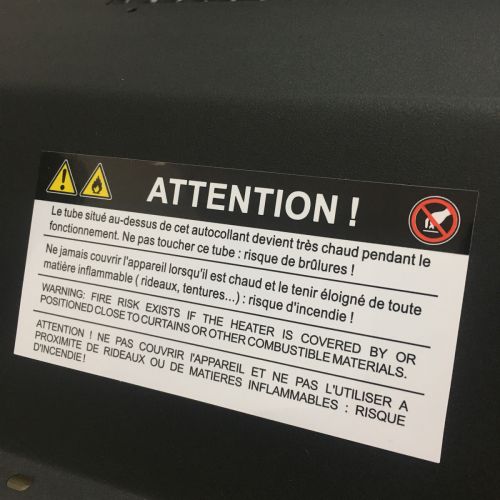 ATTENTION !
Le tube situé au-dessus de cet autocollant devient très chaud pendant le
fonctionnement. Ne pas toucher ce tube : risque de brûlures !
Ne jamais couvrir l'appareil lorsqu'il est chaud et le tenir éloigné de toute
matière inflammable ( rideaux, tentures...) : risque d'incendie !
WARNING: FIRE RISK EXISTS IF THE HEATER IS COVERED BY OR
POSITIONED CLOSE TO CURTAINS OR OTHER COMBUSTIBLE MATERIALS.
ATTENTION ! NE PAS COUVRIR l'APPAREIL ET NE PAS L'UTILISER A
PROXIMITE DE RIDEAUX OU DE MATIERES INFLAMMABLES : RISQUE
D'INCENDIE !